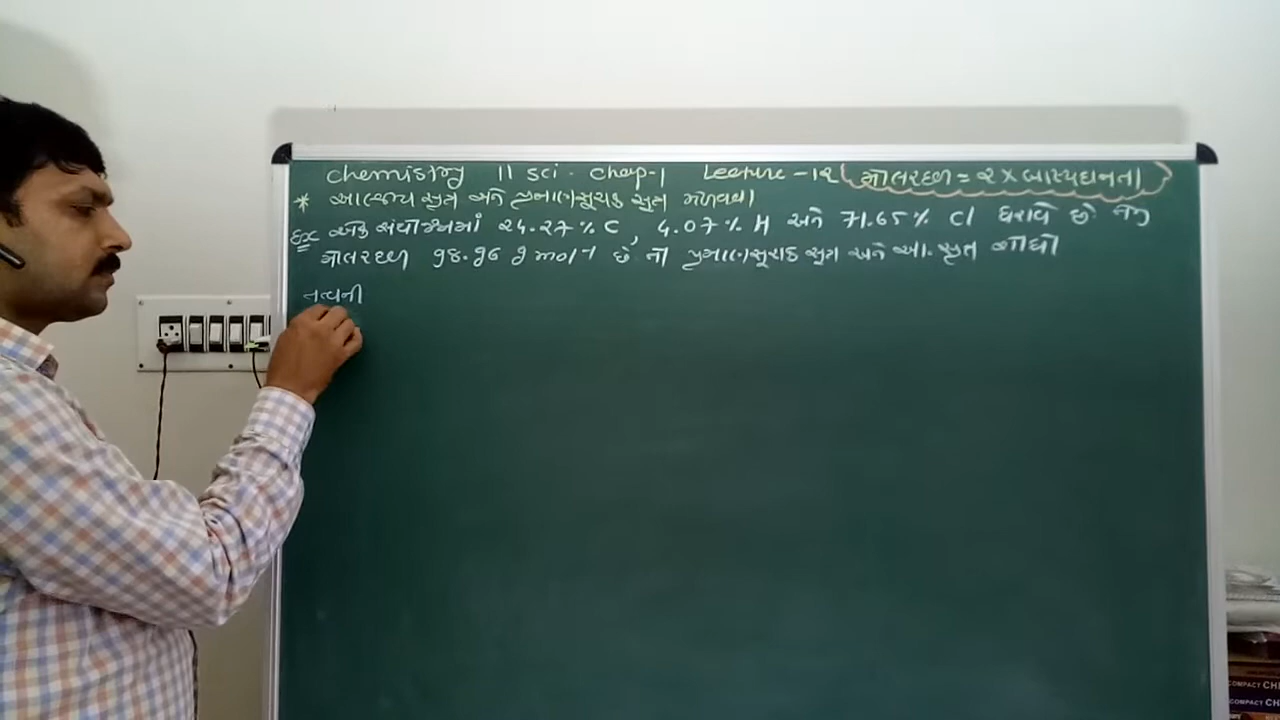 Chemistry 11 sci. chap-1 Lecture-12 મોલરદળ = 2 × બાષ્પઘનતા
* આણ્વીય સૂત્ર અને પ્રમાણસૂચક સૂત્ર મેળવવા
Ex એક સંયોજનમાં 24.27% C, 4.07% H અને 71.65% Cl ધરાવે છે તેનુ
મોલરદળ 98.96 g mol-1 છે તો પ્રમાણસૂચક સૂત્ર અને આ. સૂત્ર શોધો
તત્વની
COMPACT
COMPACT